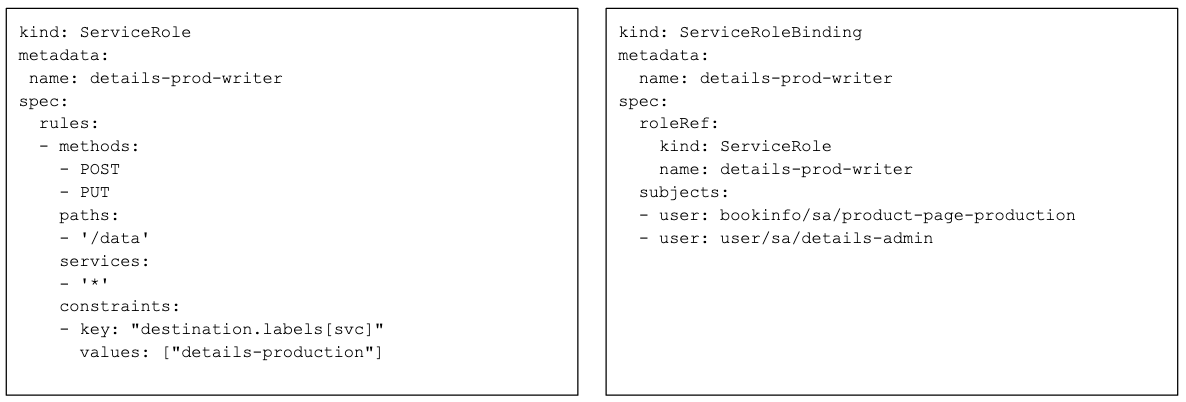 kind: ServiceRole
metadata:
 name: details-prod-writer
spec:
  rules:
  - methods:
    - POST
    - PUT
    paths:
    - '/data'
    services:
    - '*'
    constraints:
    - key: "destination.labels[svc]"
      values: ["details-production"]
kind: ServiceRoleBinding
metadata:
  name: details-prod-writer
spec:
  roleRef:
    kind: ServiceRole
    name: details-prod-writer
  subjects:
  - user: bookinfo/sa/product-page-production
  - user: user/sa/details-admin